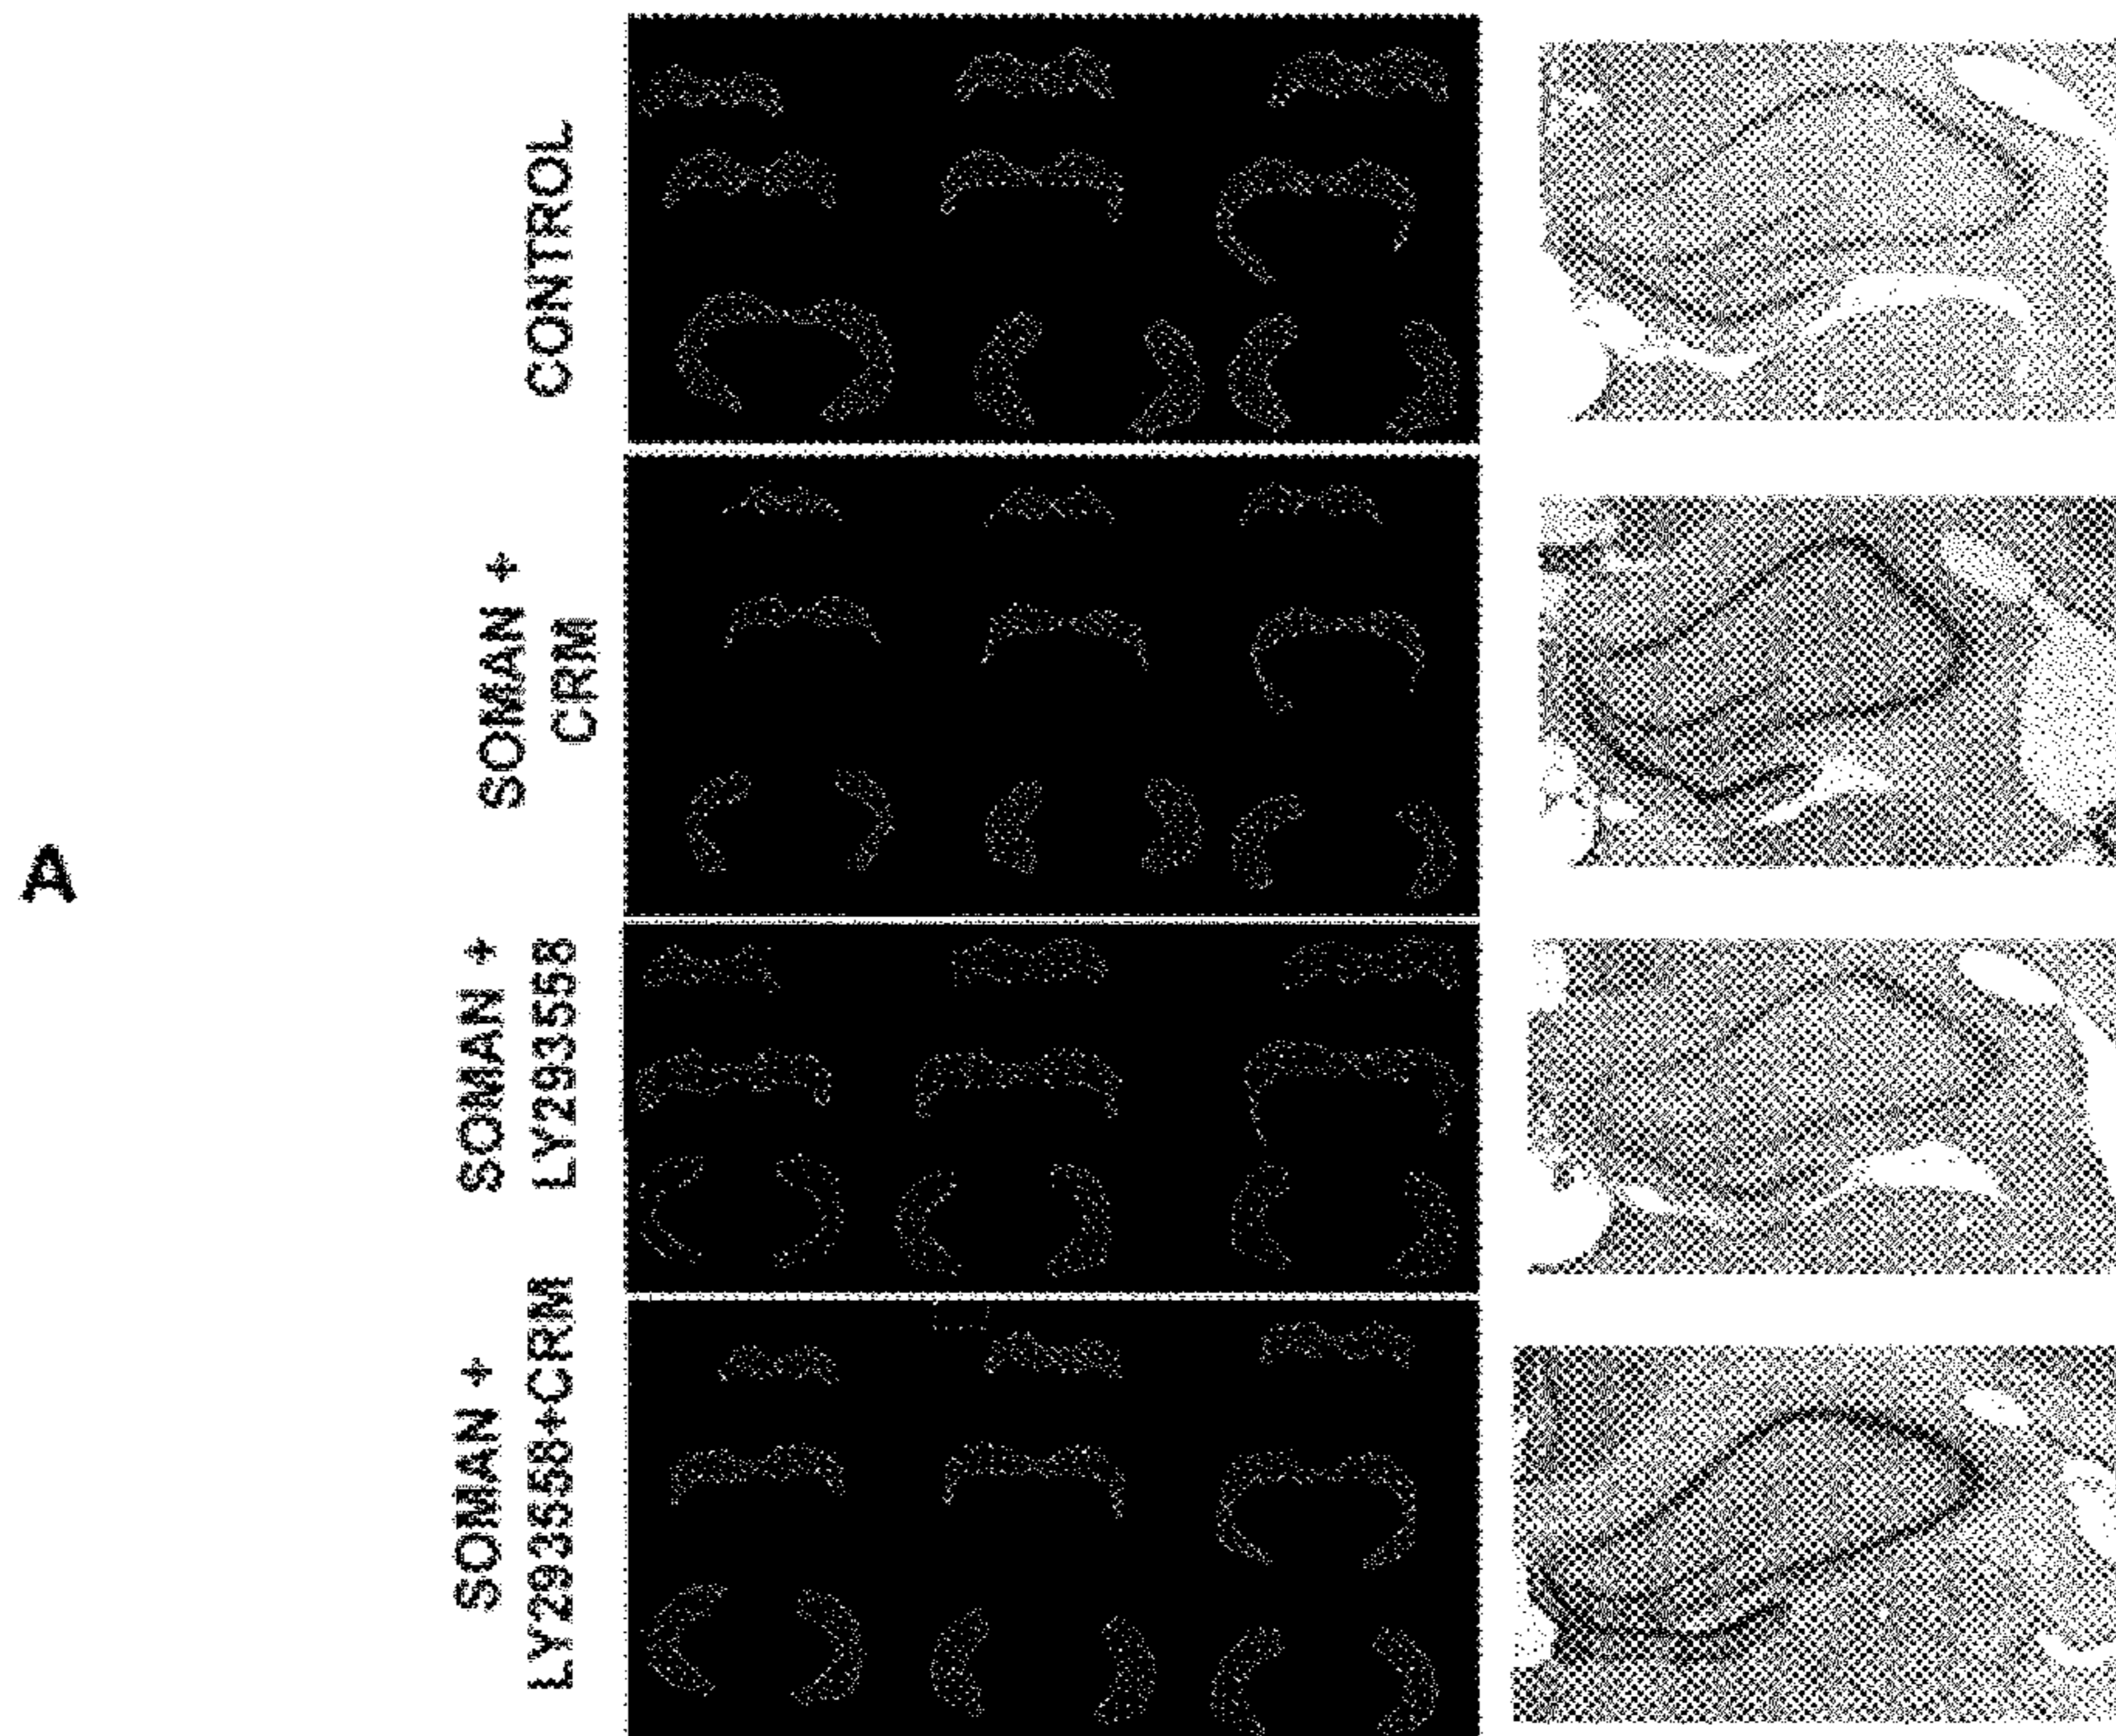 A
CONTROL
SOMAN +
CRM
SOMAN +
LY293558
SOMAN +
LY293558+CRM